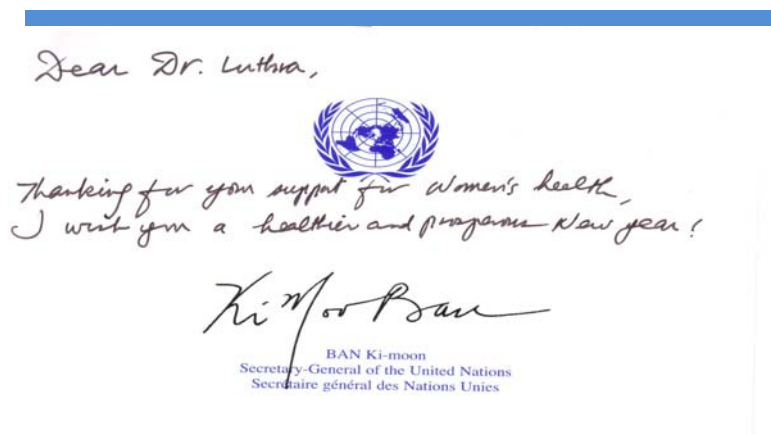 Dear Dr. Luthra,
Thanking for your support for women's health,
I wish you a healthier and prosperous New year!
Ki Moo Ban
BAN Ki-moon
Secretary-General of the United Nations
Secrétaire général des Nations Unies